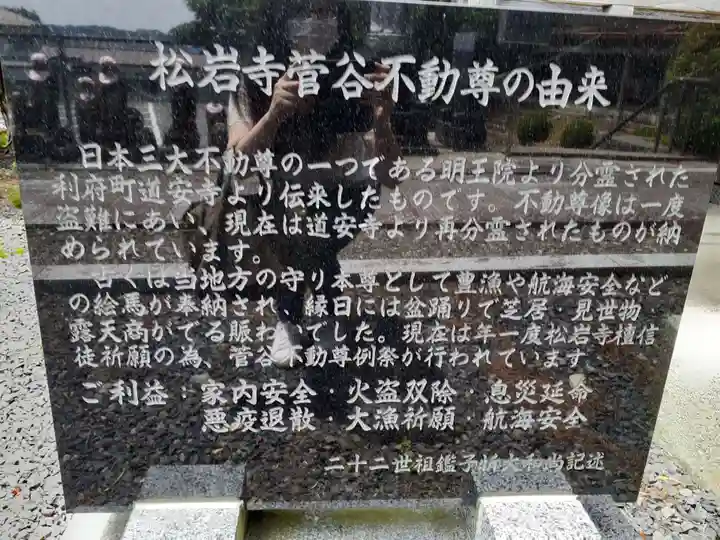 松岩寺菅谷不動尊の由来
日本三大不動尊の一つである明王院より分霊された
利府町道安寺より伝来したものです。不動尊像は一度
盗難にあい、現在は道安寺より再分霊されたものが納
められています。
古くは当地方の守り本尊として豊漁や航海安全など
の絵馬が奉納され、縁日には盆踊りで芝居・見世物
露天商がでる賑わいでした。現在は年一度松岩寺檀信
徒祈願の為、菅谷不動尊例祭が行われています。
ご利益：家内安全・火盗双除・息災延命
悪疫退散・大漁祈願・航海安全
二十二世祖鑑子忻大和尚記述